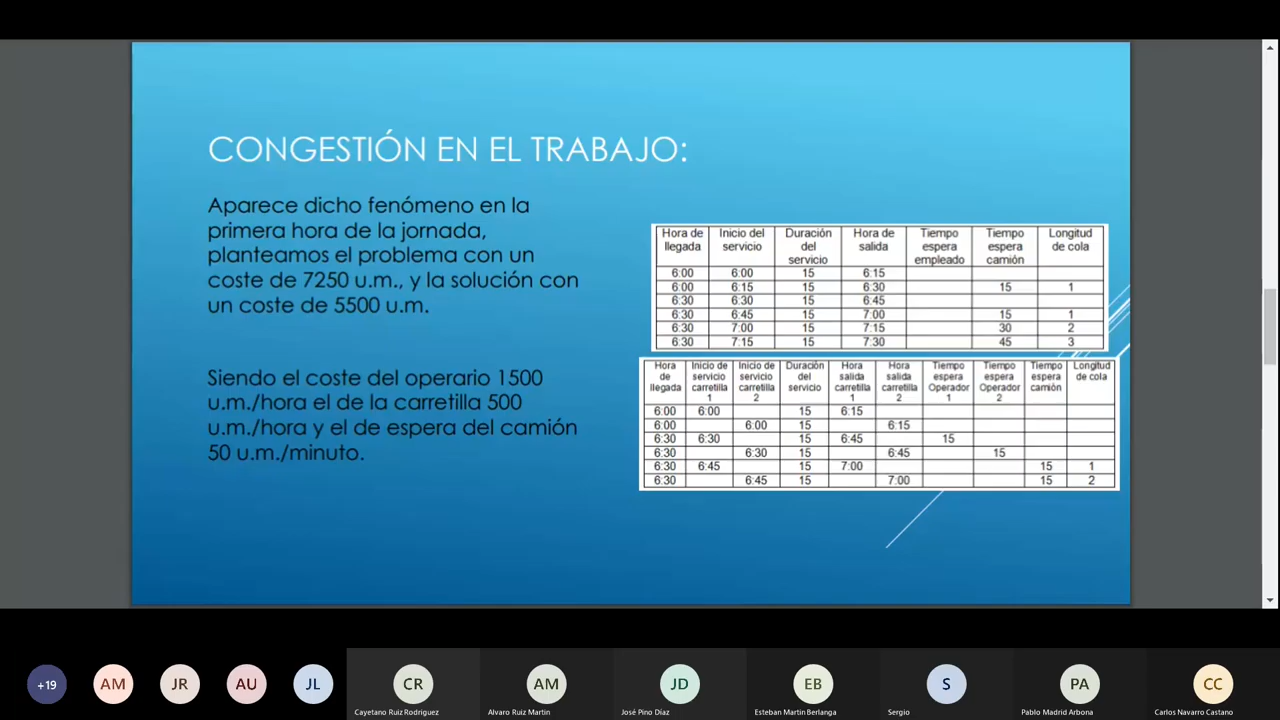 CONGESTIÓN EN EL TRABAJO:
Aparece dicho fenómeno en la
primera hora de la jornada,
planteamos el problema con un
coste de 7250 u.m., y la solución con
un coste de 5500 u.m.
Siendo el coste del operario 1500
u.m./hora el de la carretilla 500
u.m./hora y el de espera del camión
50 u.m./minuto.
Hora de llegada Inicio del servicio Duración del servicio Hora de salida Tiempo espera empleado Tiempo espera camión Longitud de cola
6:00 6:00 15 6:15
6:00 6:15 15 6:30 15 1
6:30 6:30 15 6:45
6:30 6:45 15 7:00 15 1
6:30 7:00 15 7:15 30 2
6:30 7:15 15 7:30 45 3
Hora de llegada Inicio de servicio carretilla 1 Inicio de servicio carretilla 2 Duración del servicio Hora salida carretilla 1 Hora salida carretilla 2 Tiempo espera Operador 1 Tiempo espera Operador 2 Tiempo espera camión Longitud de cola
6:00 6:00 15 6:15
6:00 6:00 15 6:15
6:30 6:30 15 6:45 15
6:30 6:30 15 6:45 15
6:30 6:45 15 7:00 15 1
6:30 6:45 15 7:00 15 2
+19 AM JR AU JL CR AM JD EB S PA CC
Cayetano Ruiz Rodriguez Alvaro Ruiz Martin José Pino Díaz Esteban Martin Berlanga Sergio Pablo Madrid Arbona Carlos Navarro Castano